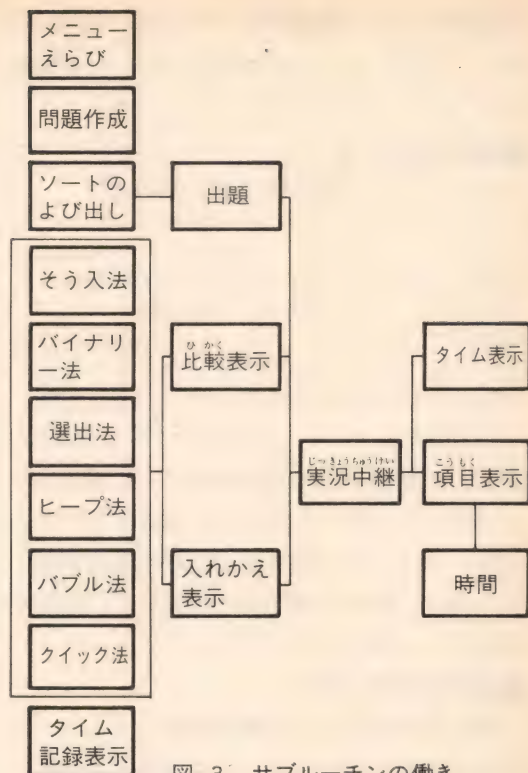 メニュー
えらび
問題作成
ソートの
よび出し
出題
そう入法
バイナリ
ー法
ひかく
比較表示
タイム表示
選出法
じっきょうちゅうけい
実況中継
こうもく
項目表示
ヒープ法
バブル法
入れかえ
表示
時間
クイック法
タイム
記録表示
図-3 サブルーチンの働き